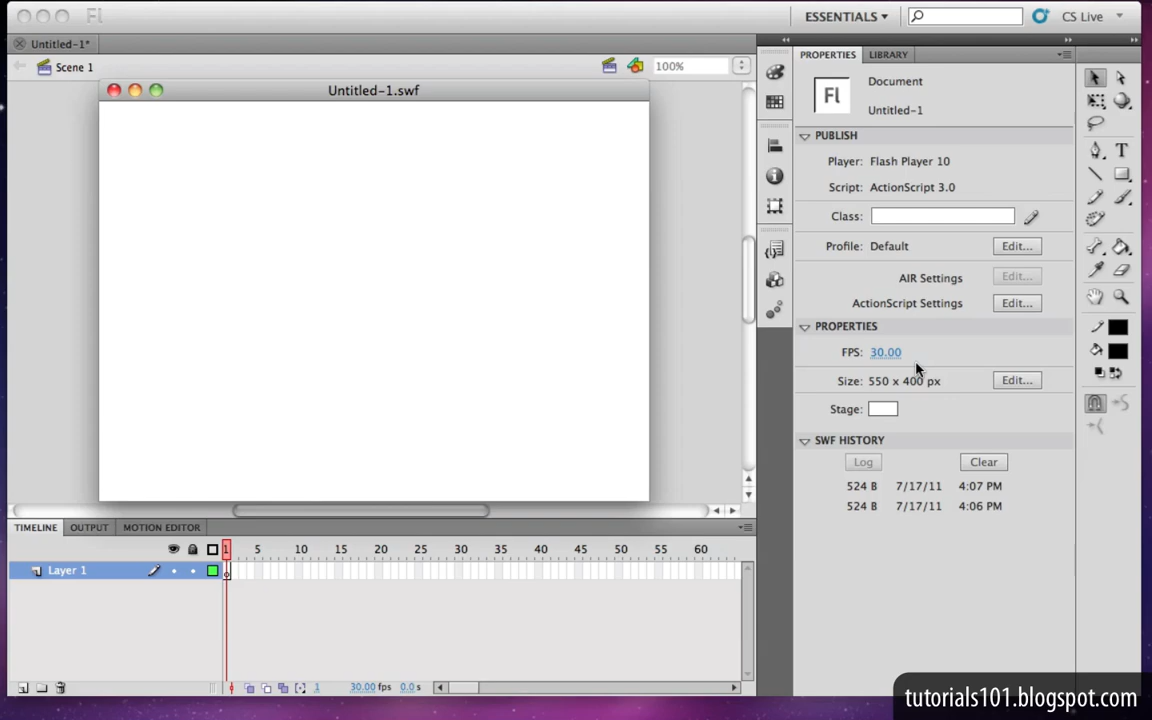 Fl
ESSENTIALS
CS Live
Untitled-1*
Scene 1
100%
Untitled-1.swf
PROPERTIES
LIBRARY
Fl
Document
Untitled-1
PUBLISH
Player: Flash Player 10
Script: ActionScript 3.0
Class:
Profile: Default
Edit...
AIR Settings
Edit...
ActionScript Settings
Edit...
PROPERTIES
FPS: 30.00
Size: 550 x 400 px
Edit...
Stage:
SWF HISTORY
Log
Clear
524 B 7/17/11 4:07 PM
524 B 7/17/11 4:06 PM
TIMELINE
OUTPUT
MOTION EDITOR
1 5 10 15 20 25 30 35 40 45 50 55 60
Layer 1
1 30.00 fps 0.0 s
tutorials101.blogspot.com